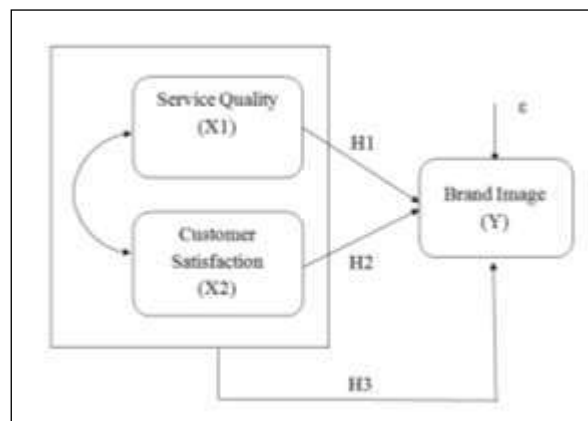 Service Quality
(X1)
H1
ε
Brand Image
(Y)
Customer
Satisfaction
(X2)
H2
H3